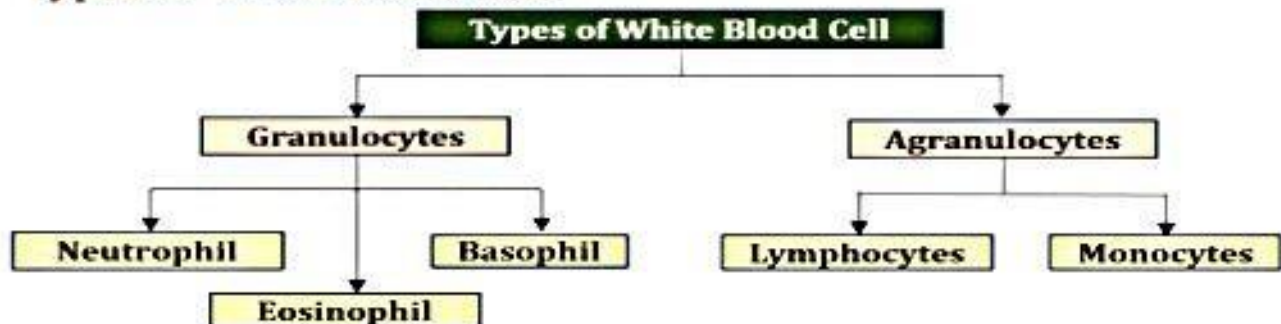 Types of White Blood Cell
Granulocytes
Agranulocytes
Neutrophil
Basophil
Lymphocytes
Monocytes
Eosinophil